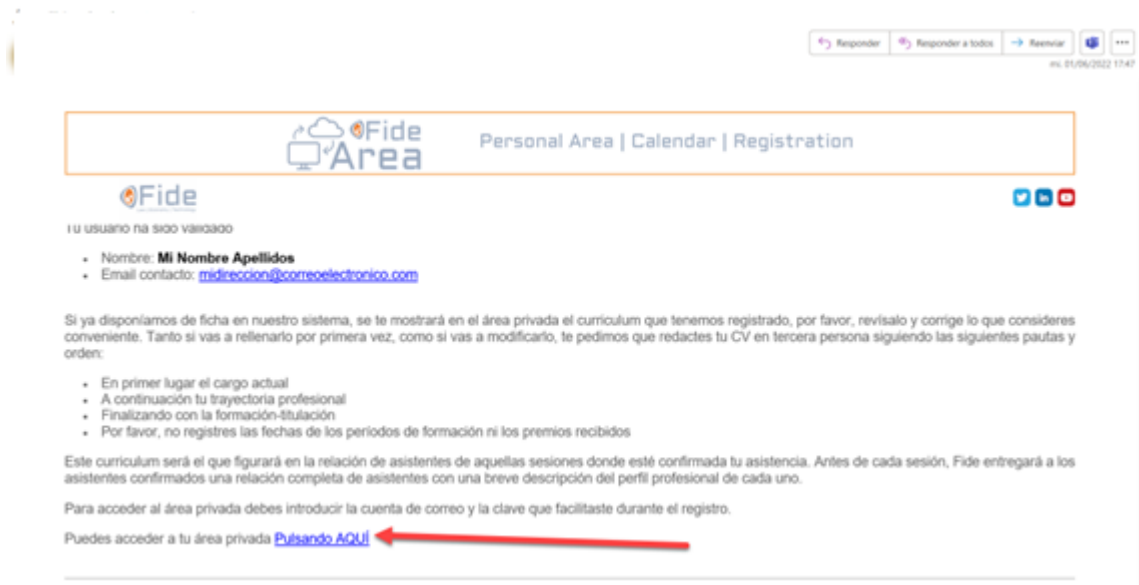 Responder Responder a todos Reenviar
mi. 01/06/2022 17:47
Fide
Area
Personal Area | Calendar | Registration
Fide
Tu usuario ha sido validado
Nombre: Mi Nombre Apellidos
Email contacto: midireccion@correoelectronico.com
Si ya disponíamos de ficha en nuestro sistema, se te mostrará en el área privada el curriculum que tenemos registrado, por favor, revísalo y corrige lo que consideres
conveniente. Tanto si vas a rellenarlo por primera vez, como si vas a modificarlo, te pedimos que redactes tu CV en tercera persona siguiendo las siguientes pautas y
orden:
En primer lugar el cargo actual
A continuación tu trayectoria profesional
Finalizando con la formación-titulación
Por favor, no registres las fechas de los períodos de formación ni los premios recibidos
Este curriculum será el que figurará en la relación de asistentes de aquellas sesiones donde esté confirmada tu asistencia. Antes de cada sesión, Fide entregará a los
asistentes confirmados una relación completa de asistentes con una breve descripción del perfil profesional de cada uno.
Para acceder al área privada debes introducir la cuenta de correo y la clave que facilitaste durante el registro.
Puedes acceder a tu área privada Pulsando AQUÍ